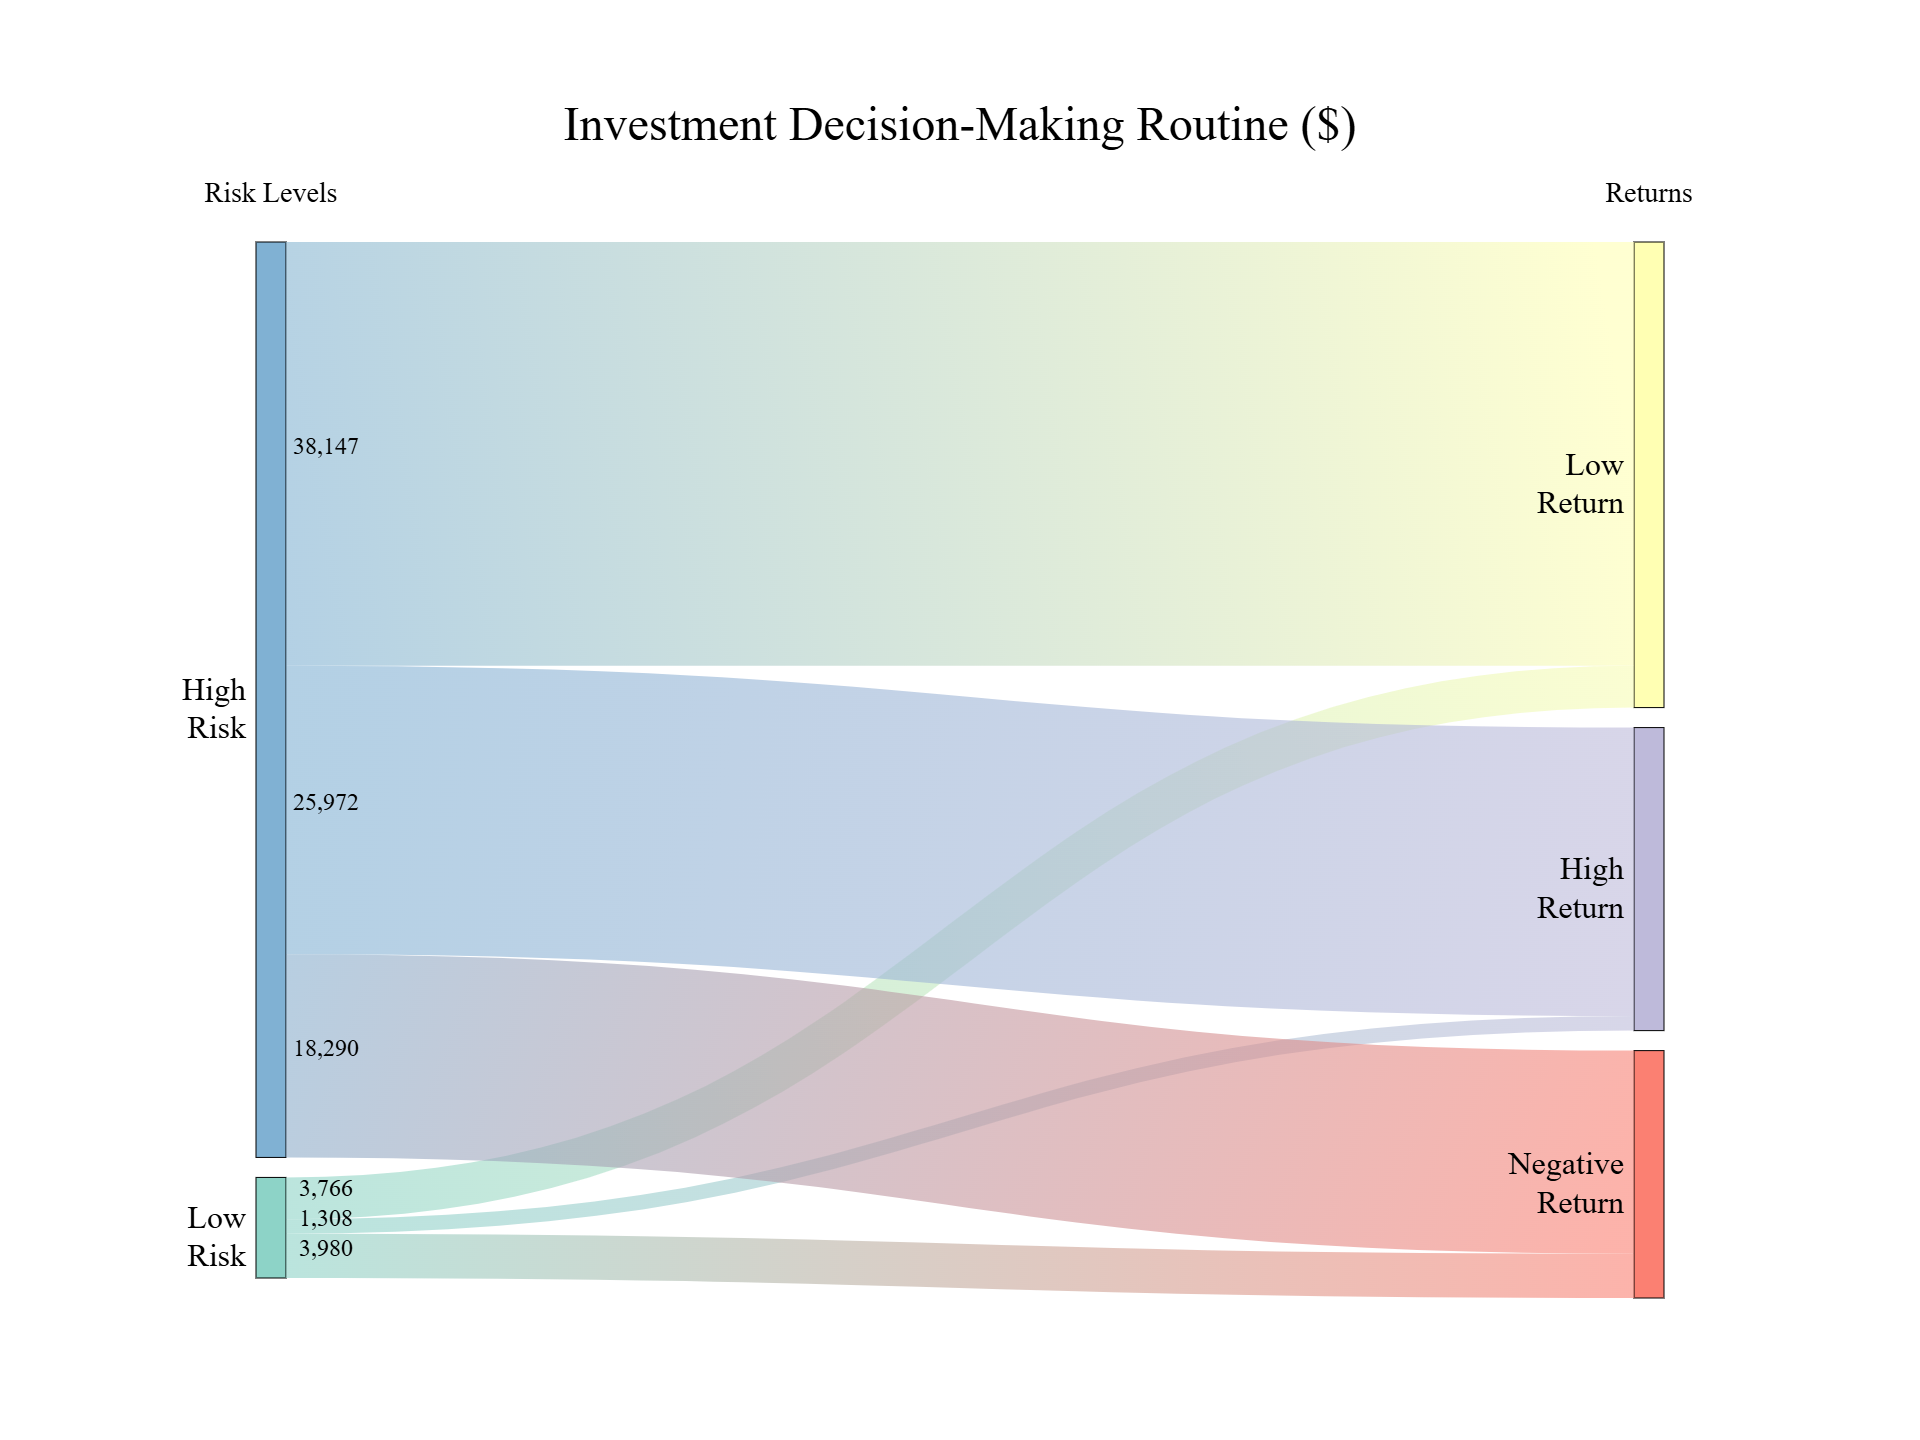 Investment Decision-Making Routine ($)
Risk Levels
Returns
38,147
Low
Return
High
Risk
25,972
High
Return
18,290
Negative
Return
3,766
1,308
3,980
Low
Risk